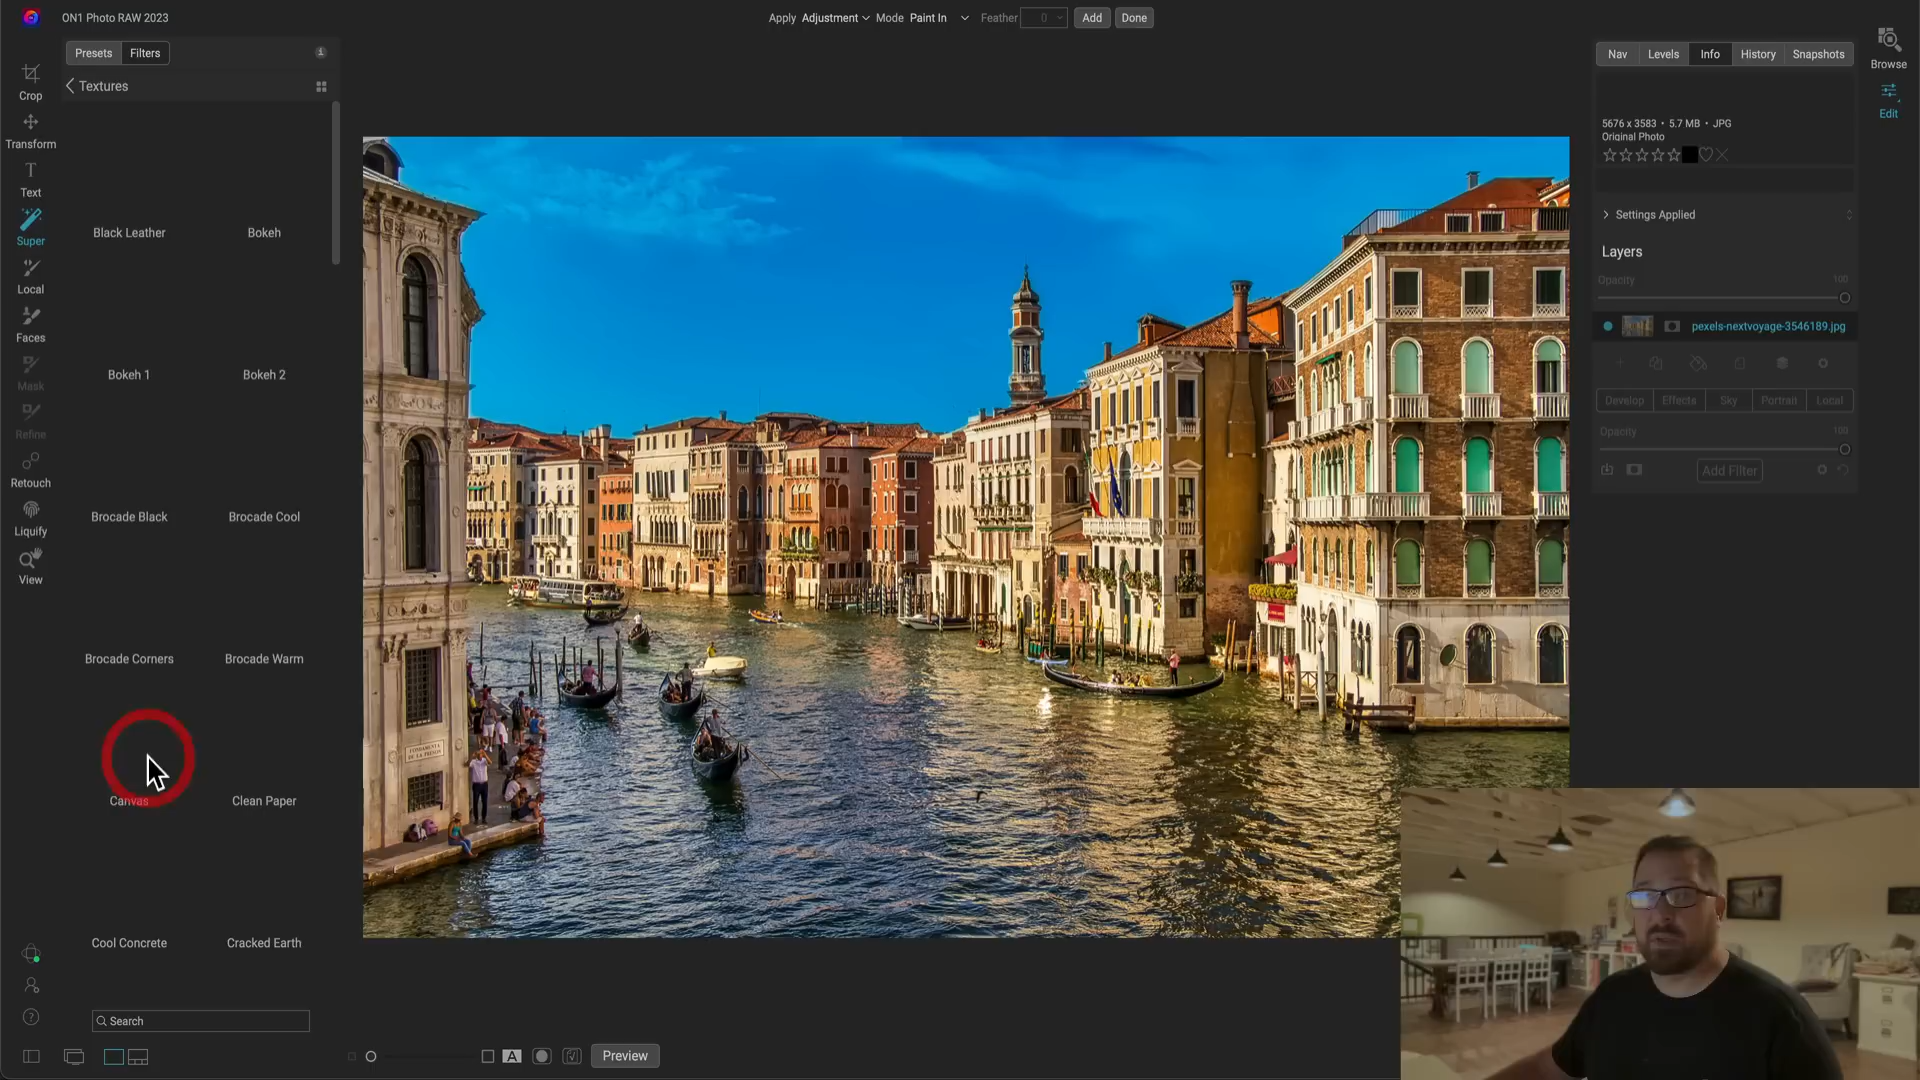 ON1 Photo RAW 2023
Apply Adjustment Mode Paint In Feather 0 Add Done
Presets Filters
Textures
Crop
Transform
Text
Super
Local
Faces
Mask
Refine
Retouch
Liquify
View
Black Leather Bokeh
Bokeh 1 Bokeh 2
Brocade Black Brocade Cool
Brocade Corners Brocade Warm
Canvas Clean Paper
Cool Concrete Cracked Earth
Search
A Preview
FONDAMENTA
DE LA PRESON
Nav Levels Info History Snapshots
Browse
Edit
5676 x 3583 • 5.7 MB • JPG
Original Photo
Settings Applied
Layers
Opacity 100
pexels-nextvoyage-3546189.jpg
Develop Effects Sky Portrait Local
Opacity 100
Add Filter